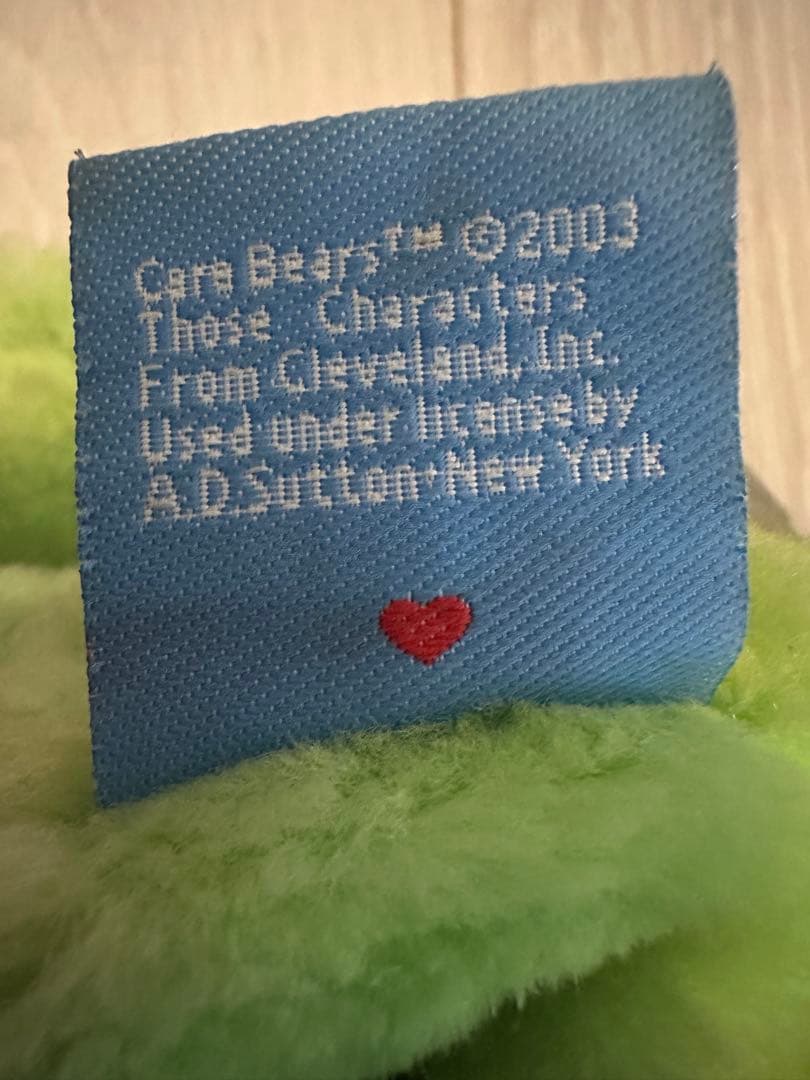 Care Bears™ ©2003
Those Characters
From Cleveland, Inc.
Used under license by
A.D.Sutton•New York